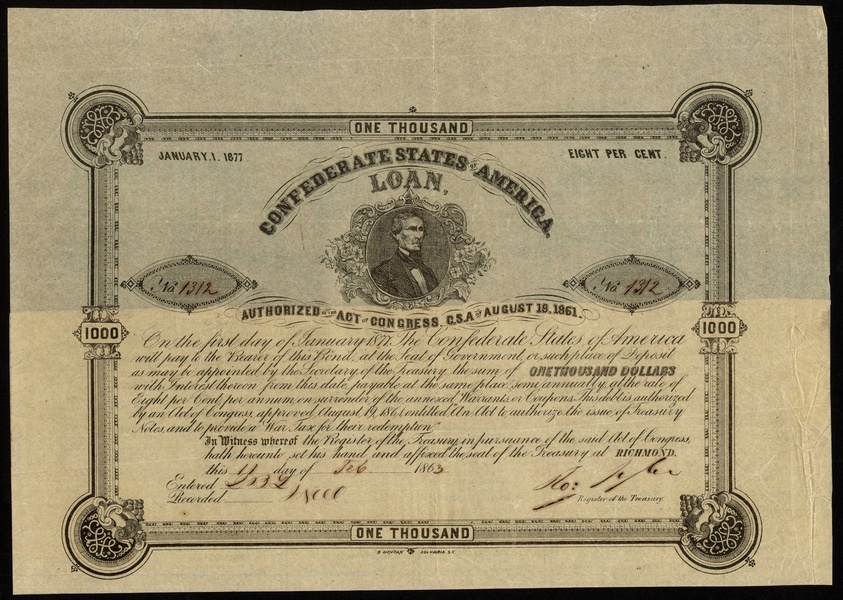 ONE THOUSAND
JANUARY. 1. 1877. EIGHT PER CENT.
CONFEDERATE STATES OF AMERICA.
LOAN,
No. 1312 No. 1312
AUTHORIZED BY THE ACT OF CONGRESS, C.S.A OF AUGUST 19, 1861.
1000 1000
On the first day of January 1877. The Confederate States of America
will pay to the Bearer of this Bond, at the Seat of Government, or such place of Deposit
as may be appointed by the Secretary of the Treasury, the sum of ONE THOUSAND DOLLARS
with Interest thereon from this date, payable at the same place, semi annually, at the rate of
Eight per Cent, per annum, on surrender of the annexed Warrants or Coupons. This debt is authorized
by an Act of Congress, approved August 19, 1861, entitled "An Act to authorize the issue of Treasury
Notes, and to provide a War Tax for their redemption."
In Witness whereof the Register of the Treasury, in pursuance of the said Act of Congress,
hath hereunto set his hand and affixed the seal of the Treasury at RICHMOND.
this day of Feb 1863
Entered
Recorded
Register of the Treasury.
ONE THOUSAND
COLUMBIA, S.C.